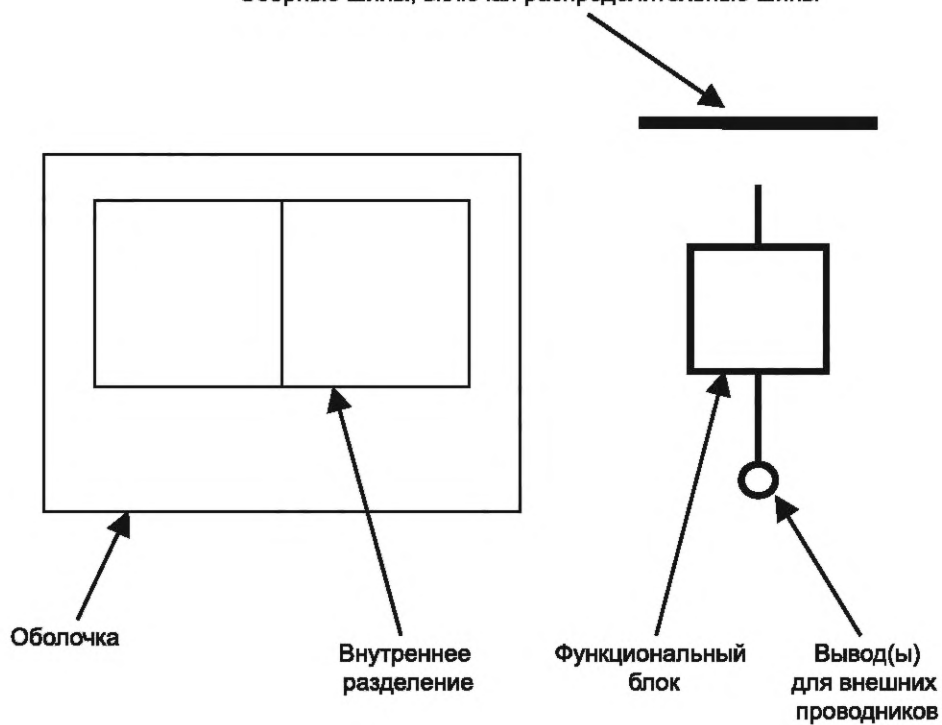 Сборные шины, включая распределительные шины
Оболочка
Внутреннее
разделение
Функциональный
блок
Вывод(ы)
для внешних
проводников